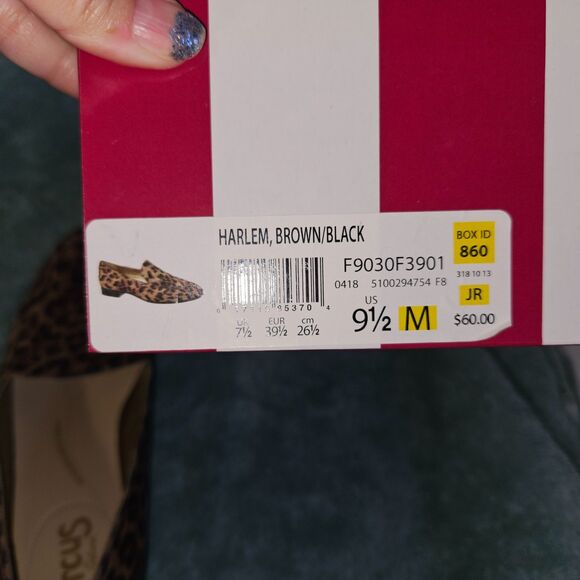 HARLEM, BROWN/BLACK
BOX ID
860
F9030F3901
318 10 13
0418 5100294754 F8
JR
US
9½ M
$60.00
EUR cm
7½ 39½ 26½
rcus